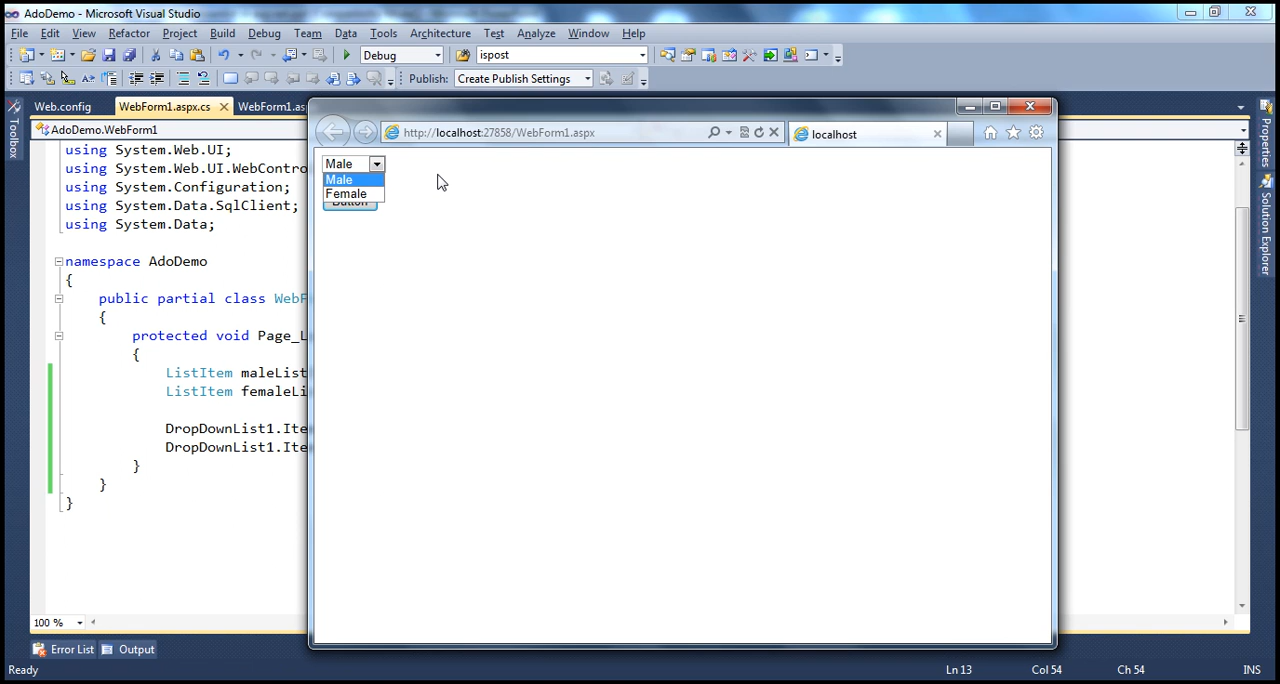 AdoDemo - Microsoft Visual Studio
File Edit View Refactor Project Build Debug Team Data Tools Architecture Test Analyze Window Help
Debug ispost
Publish: Create Publish Settings
Web.config WebForm1.aspx.cs WebForm1.as
AdoDemo.WebForm1
Toolbox
using System.Web.UI;
using System.Web.UI.WebContro
using System.Configuration;
using System.Data.SqlClient;
using System.Data;
namespace AdoDemo
{
public partial class WebF
{
protected void Page_L
{
ListItem maleList
ListItem femaleLi
DropDownList1.Ite
DropDownList1.Ite
}
}
}
100 %
http://localhost:27858/WebForm1.aspx
localhost
Male
Male
Female
Button
Properties
Solution Explorer
Error List Output
Ready Ln 13 Col 54 Ch 54 INS